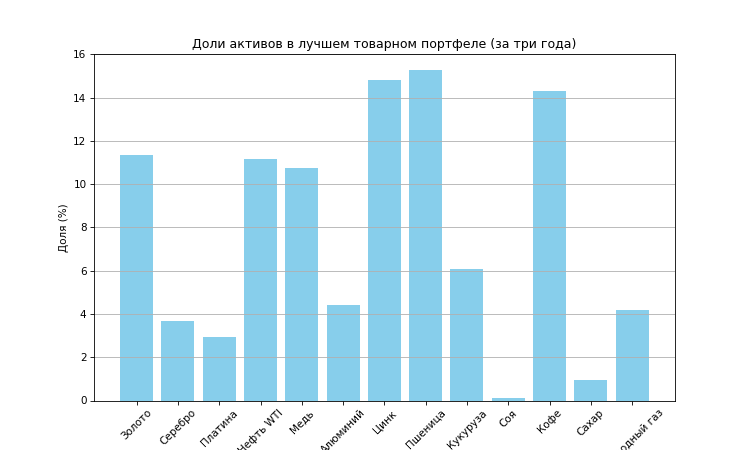 Доли активов в лучшем товарном портфеле (за три года)
Доля (%)
16
14
12
10
8
6
4
2
0
Золото
Серебро
Платина
Нефть WTI
Медь
Алюминий
Цинк
Пшеница
Кукуруза
Соя
Кофе
Сахар
газ